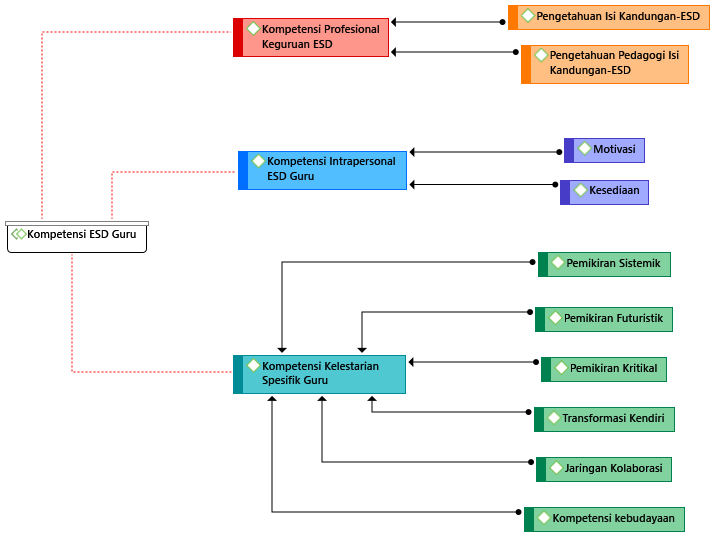 Kompetensi Profesional
Keguruan ESD
Pengetahuan Isi Kandungan-ESD
Pengetahuan Pedagogi Isi
Kandungan-ESD
Kompetensi Intrapersonal
ESD Guru
Motivasi
Kesediaan
Kompetensi ESD Guru
Pemikiran Sistemik
Pemikiran Futuristik
Kompetensi Kelestarian
Spesifik Guru
Pemikiran Kritikal
Transformasi Kendiri
Jaringan Kolaborasi
Kompetensi kebudayaan